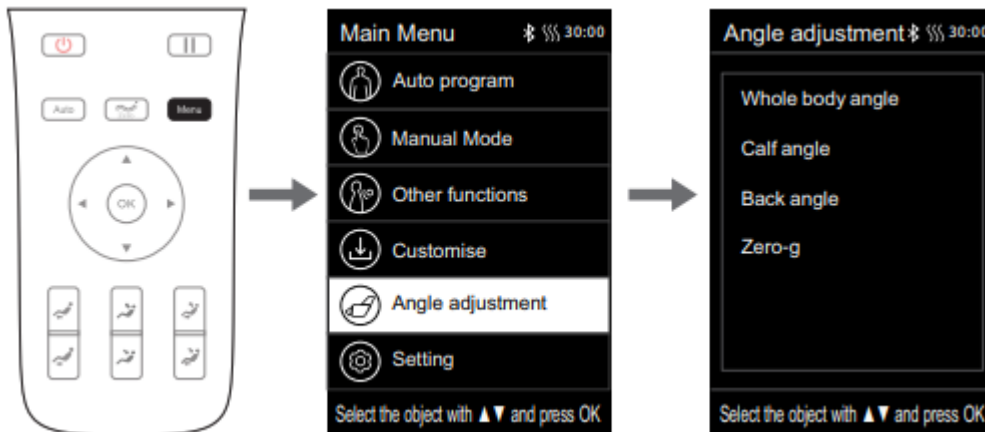 Auto
Menu
OK
Main Menu 30:00
Auto program
Manual Mode
Other functions
Customise
Angle adjustment
Setting
Select the object with ▲▼ and press OK
Angle adjustment 30:00
Whole body angle
Calf angle
Back angle
Zero-g
Select the object with ▲▼ and press OK